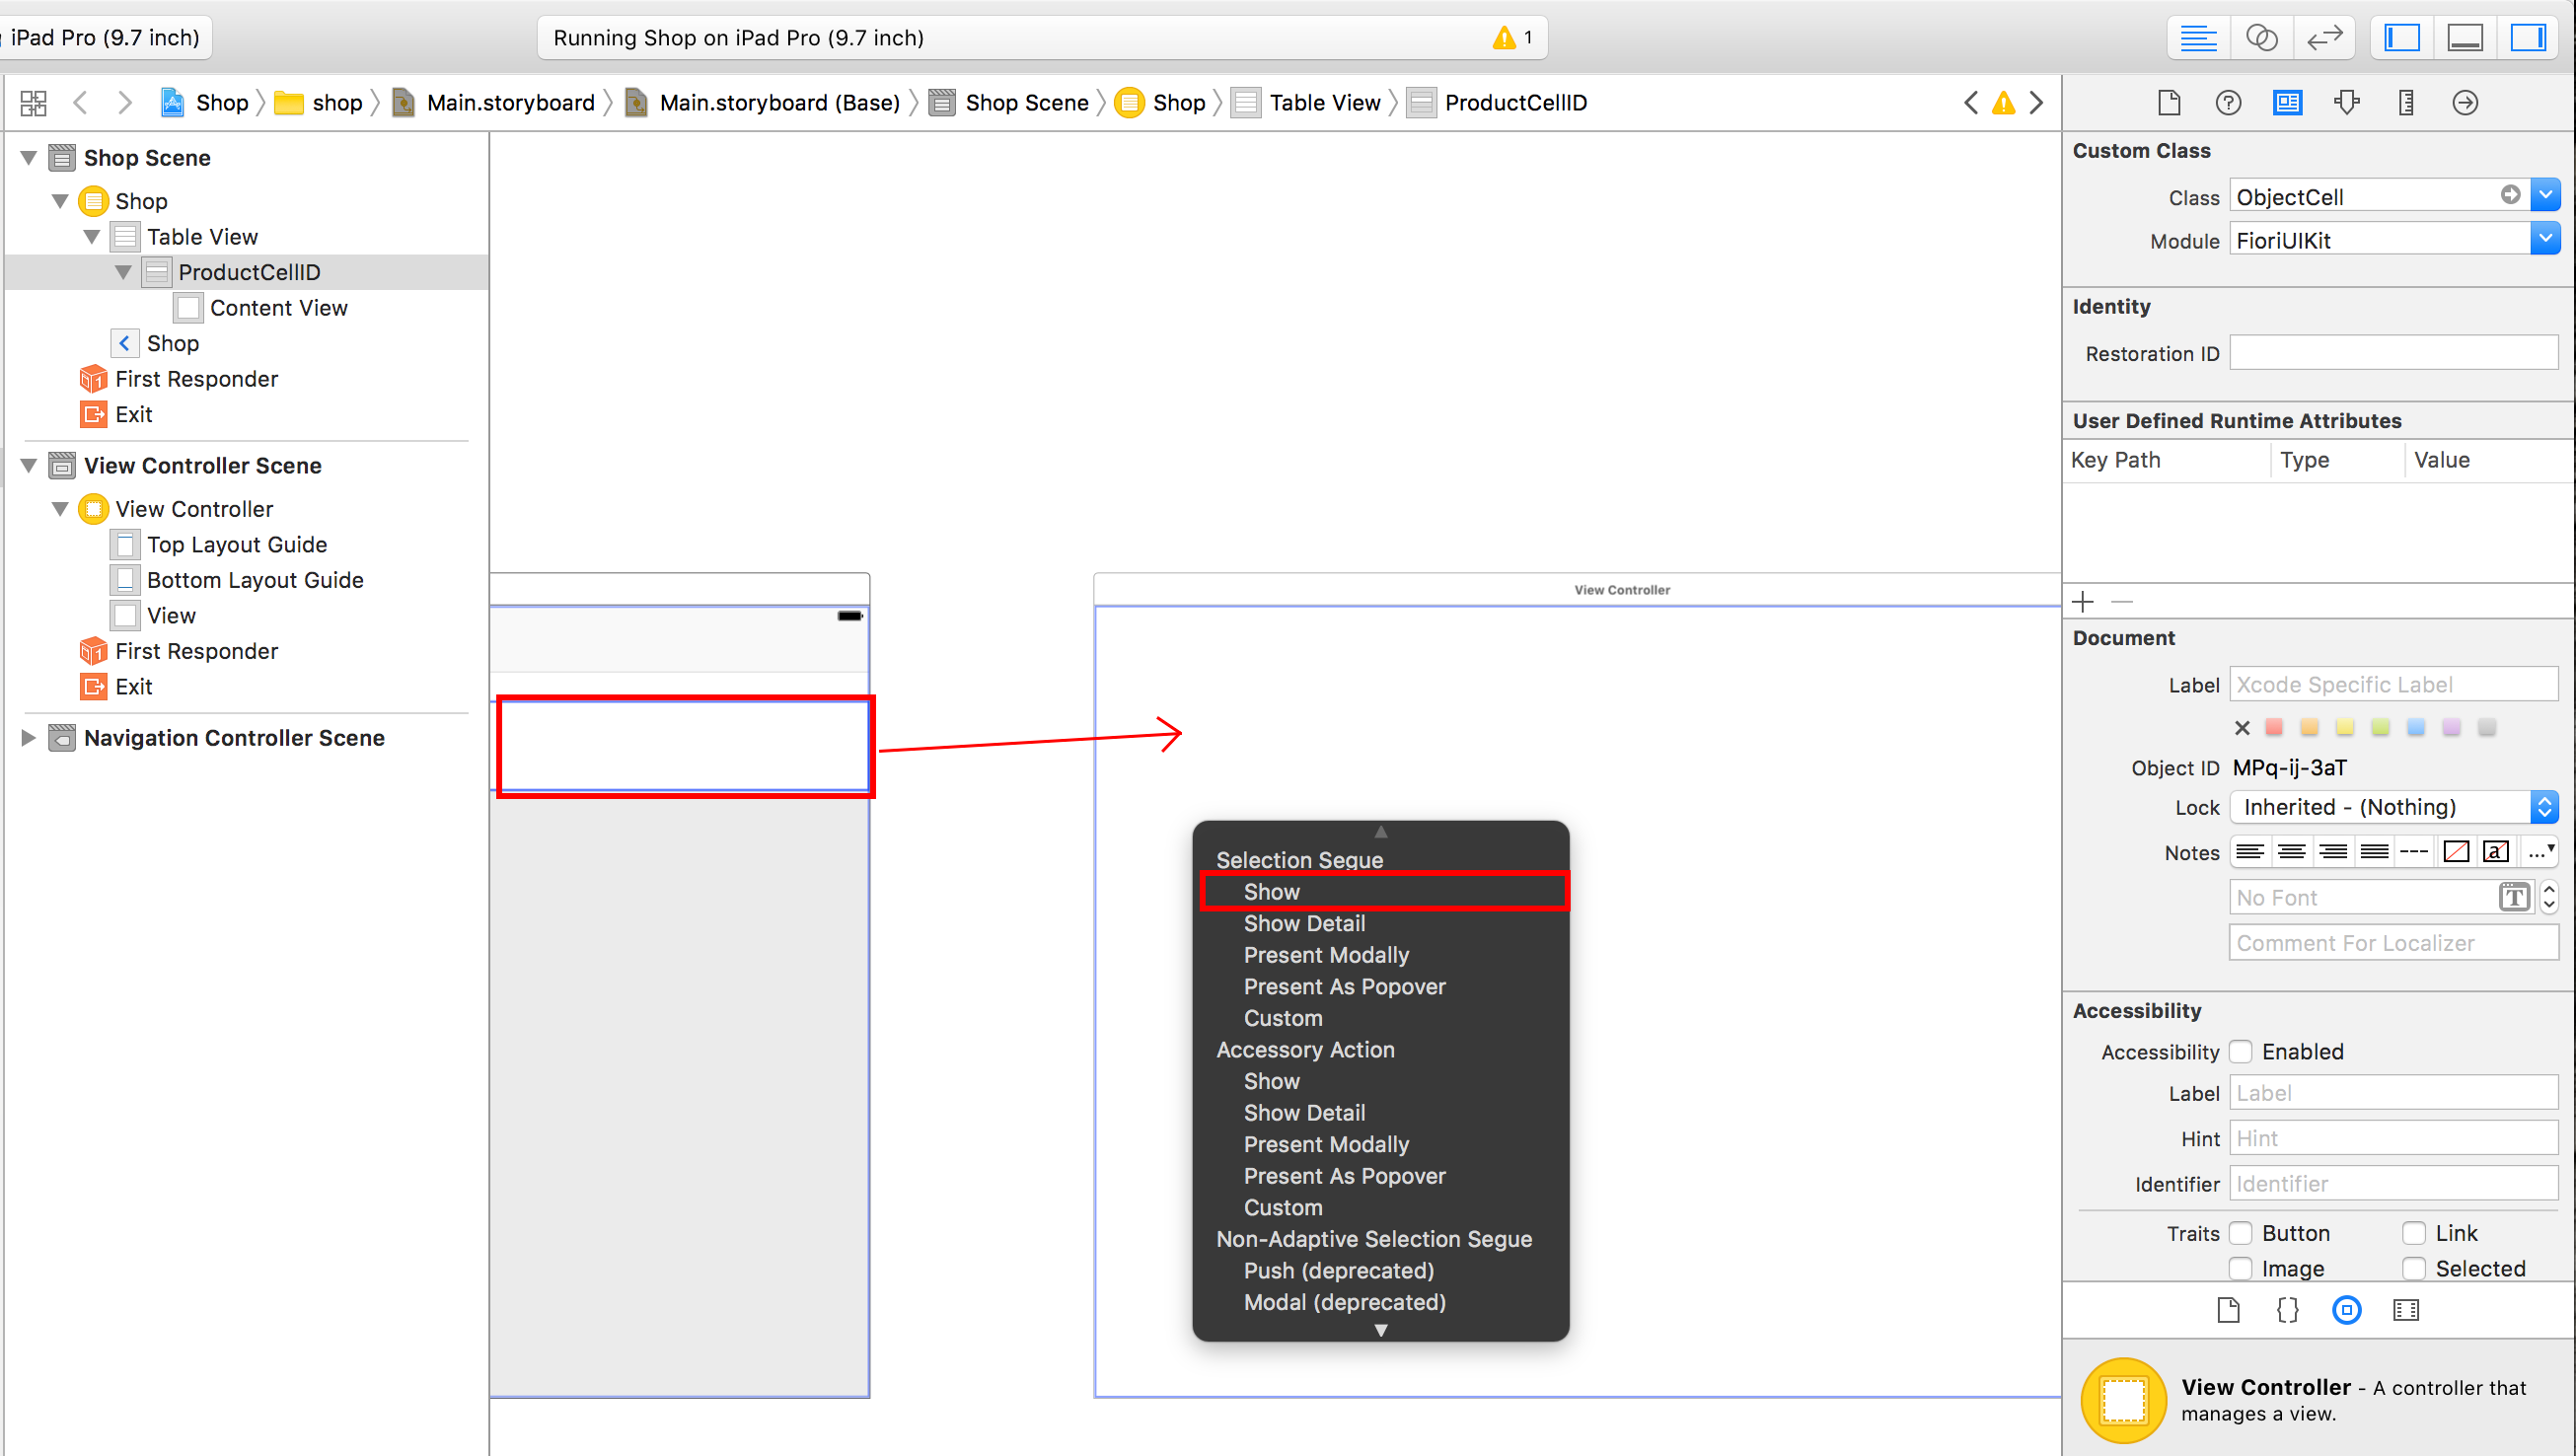 iPad Pro (9.7 inch)
Running Shop on iPad Pro (9.7 inch)
1
Shop
shop
Main.storyboard
Main.storyboard (Base)
Shop Scene
Shop
Table View
ProductCellID
Shop Scene
Shop
Table View
ProductCellID
Content View
Shop
First Responder
Exit
View Controller Scene
View Controller
Top Layout Guide
Bottom Layout Guide
View
First Responder
Exit
Navigation Controller Scene
View Controller
Selection Segue
Show
Show Detail
Present Modally
Present As Popover
Custom
Accessory Action
Show
Show Detail
Present Modally
Present As Popover
Custom
Non-Adaptive Selection Segue
Push (deprecated)
Modal (deprecated)
Custom Class
Class ObjectCell
Module FioriUIKit
Identity
Restoration ID
User Defined Runtime Attributes
Key Path Type Value
Document
Label Xcode Specific Label
Object ID MPq-ij-3aT
Lock Inherited - (Nothing)
Notes
No Font
Comment For Localizer
Accessibility
Accessibility Enabled
Label Label
Hint Hint
Identifier Identifier
Traits Button Link
Image Selected
View Controller - A controller that
manages a view.